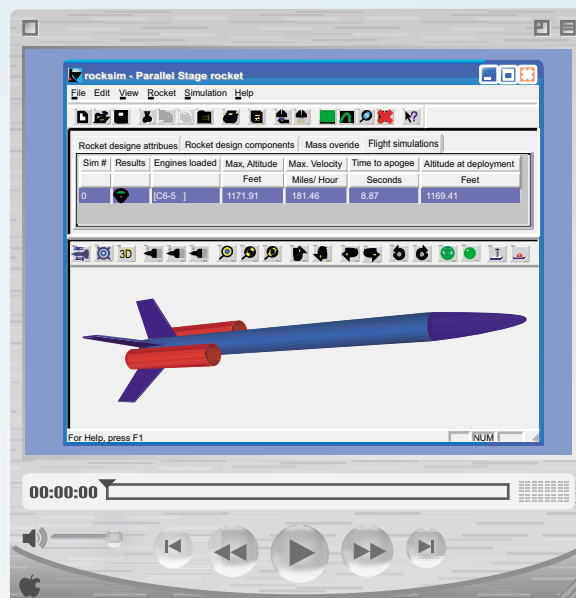 rocksim - Parallel Stage rocket
File Edit View Rocket Simulation Help
Rocket designe attribues Rocket design components Mass overide Flight simulations
Sim # Results Engines loaded Max, Altitude Max. Velocity Time to apogee Altitude at deployment
Feet Miles/ Hour Seconds Feet
0 [C6-5 ] 1171.91 181.46 8.87 1169.41
3D
For Help, press F1 NUM
00:00:00